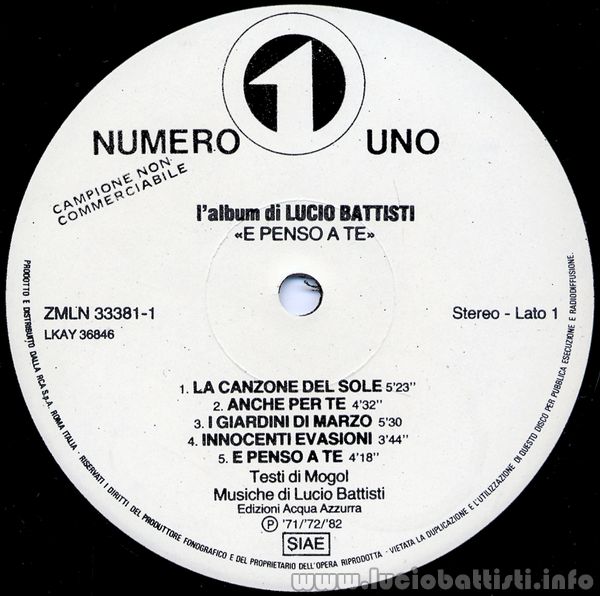 1
NUMERO UNO
CAMPIONE NON
COMMERCIABILE
l'album di LUCIO BATTISTI
«E PENSO A TE»
ZMLN 33381-1
LKAY 36846
Stereo - Lato 1
1. LA CANZONE DEL SOLE 5'23''
2. ANCHE PER TE 4'32''
3. I GIARDINI DI MARZO 5'30
4. INNOCENTI EVASIONI 3'44''
5. E PENSO A TE 4'18''
Testi di Mogol
Musiche di Lucio Battisti
Edizioni Acqua Azzurra
Ⓟ '71/'72/'82
SIAE
PRODOTTO E DISTRIBUITO DALLA RCA S.p.A. ROMA ITALIA - RISERVATI I DIRITTI DEL PRODUTTORE FONOGRAFICO E DEL PROPRIETARIO DELL'OPERA RIPRODOTTA - VIETATA LA DUPLICAZIONE E L'UTILIZZAZIONE DI QUESTO DISCO PER PUBBLICA ESECUZIONE E RADIODIFFUSIONE.
www.luciobattisti.info